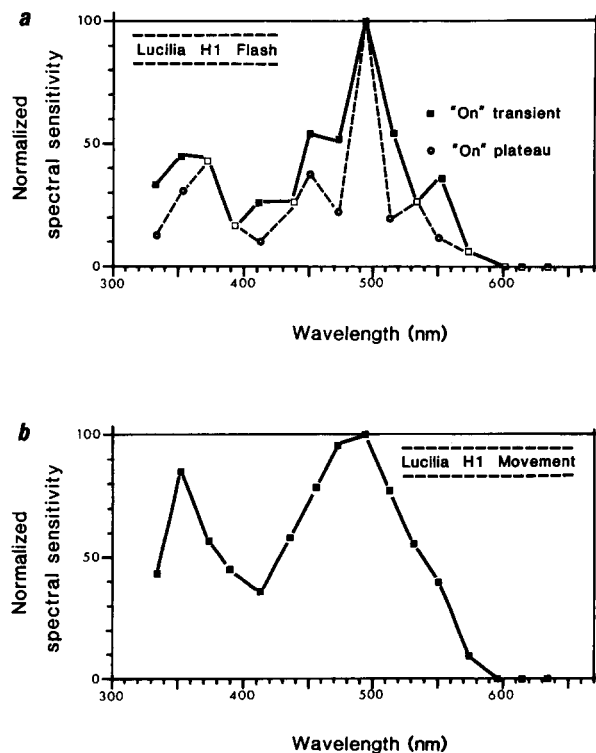 a
Lucilia H1 Flash
"On" transient
"On" plateau
Normalized
spectral sensitivity
100
50
0
300
400
500
600
Wavelength (nm)
b
Lucilia H1 Movement
Normalized
spectral sensitivity
100
50
0
300
400
500
600
Wavelength (nm)